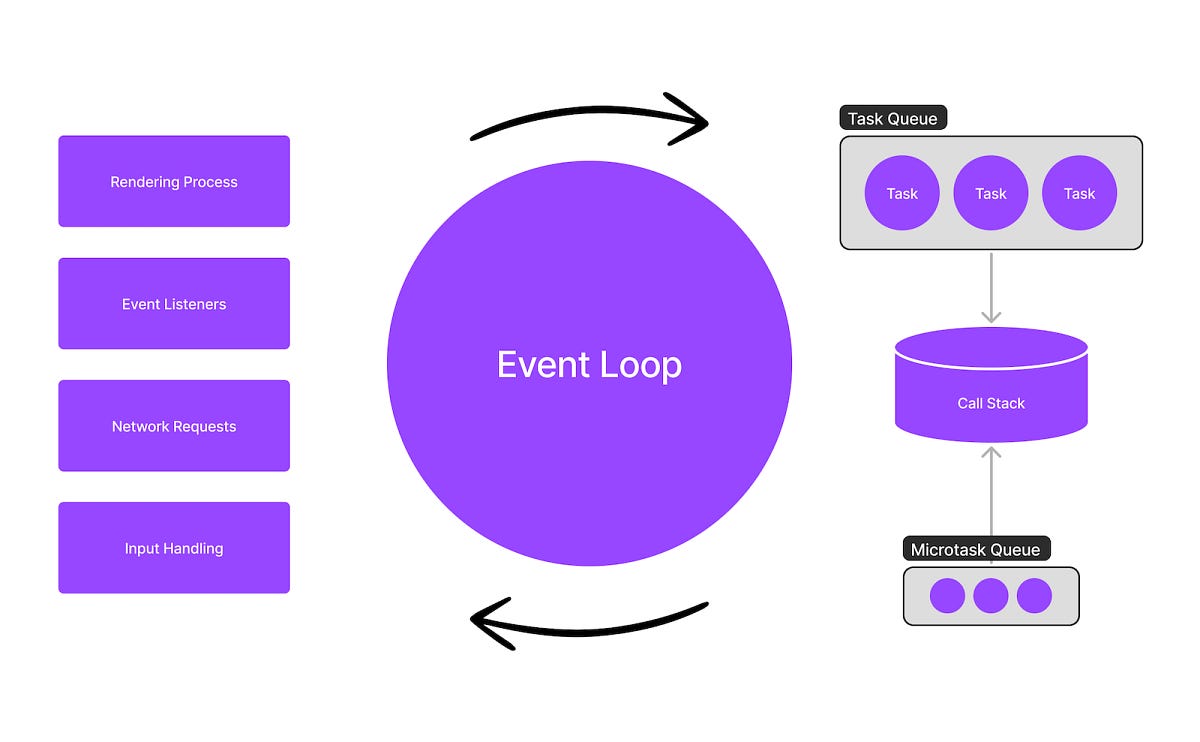 Rendering Process
Event Listeners
Network Requests
Input Handling
Event Loop
Task Queue
Task
Task
Task
Call Stack
Microtask Queue